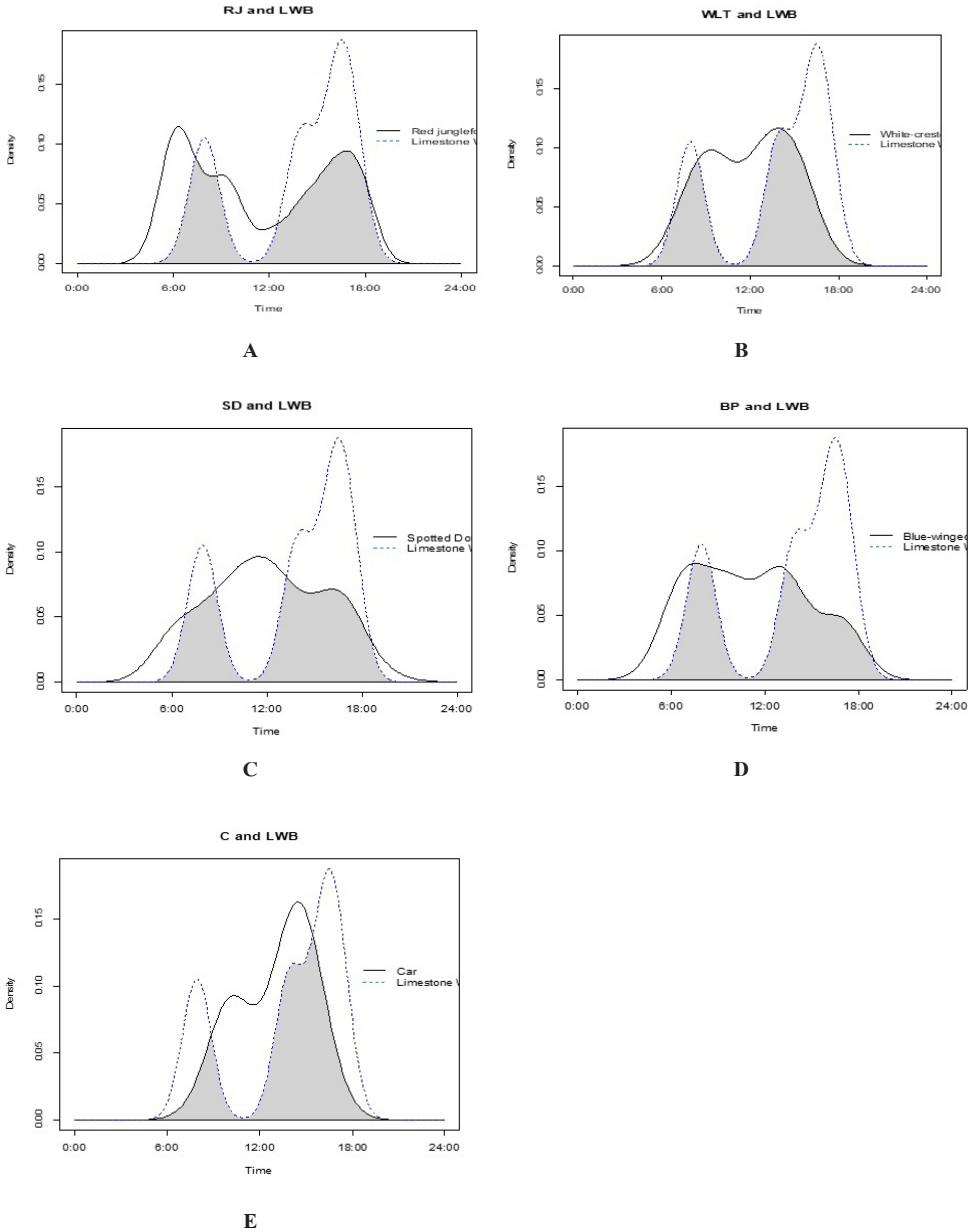 RJ and LWB
Density
0.00 0.05 0.10 0.15
Red junglefo
Limestone W
0:00 6:00 12:00 18:00 24:00
Time
A
WLT and LWB
Density
0.00 0.05 0.10 0.15
White-crest
Limestone W
0:00 6:00 12:00 18:00 24:00
Time
B
SD and LWB
Density
0.00 0.05 0.10 0.15
Spotted Do
Limestone W
0:00 6:00 12:00 18:00 24:00
Time
C
BP and LWB
Density
0.00 0.05 0.10 0.15
Blue-winged
Limestone W
0:00 6:00 12:00 18:00 24:00
Time
D
C and LWB
Density
0.00 0.05 0.10 0.15
Car
Limestone W
0:00 6:00 12:00 18:00 24:00
Time
E